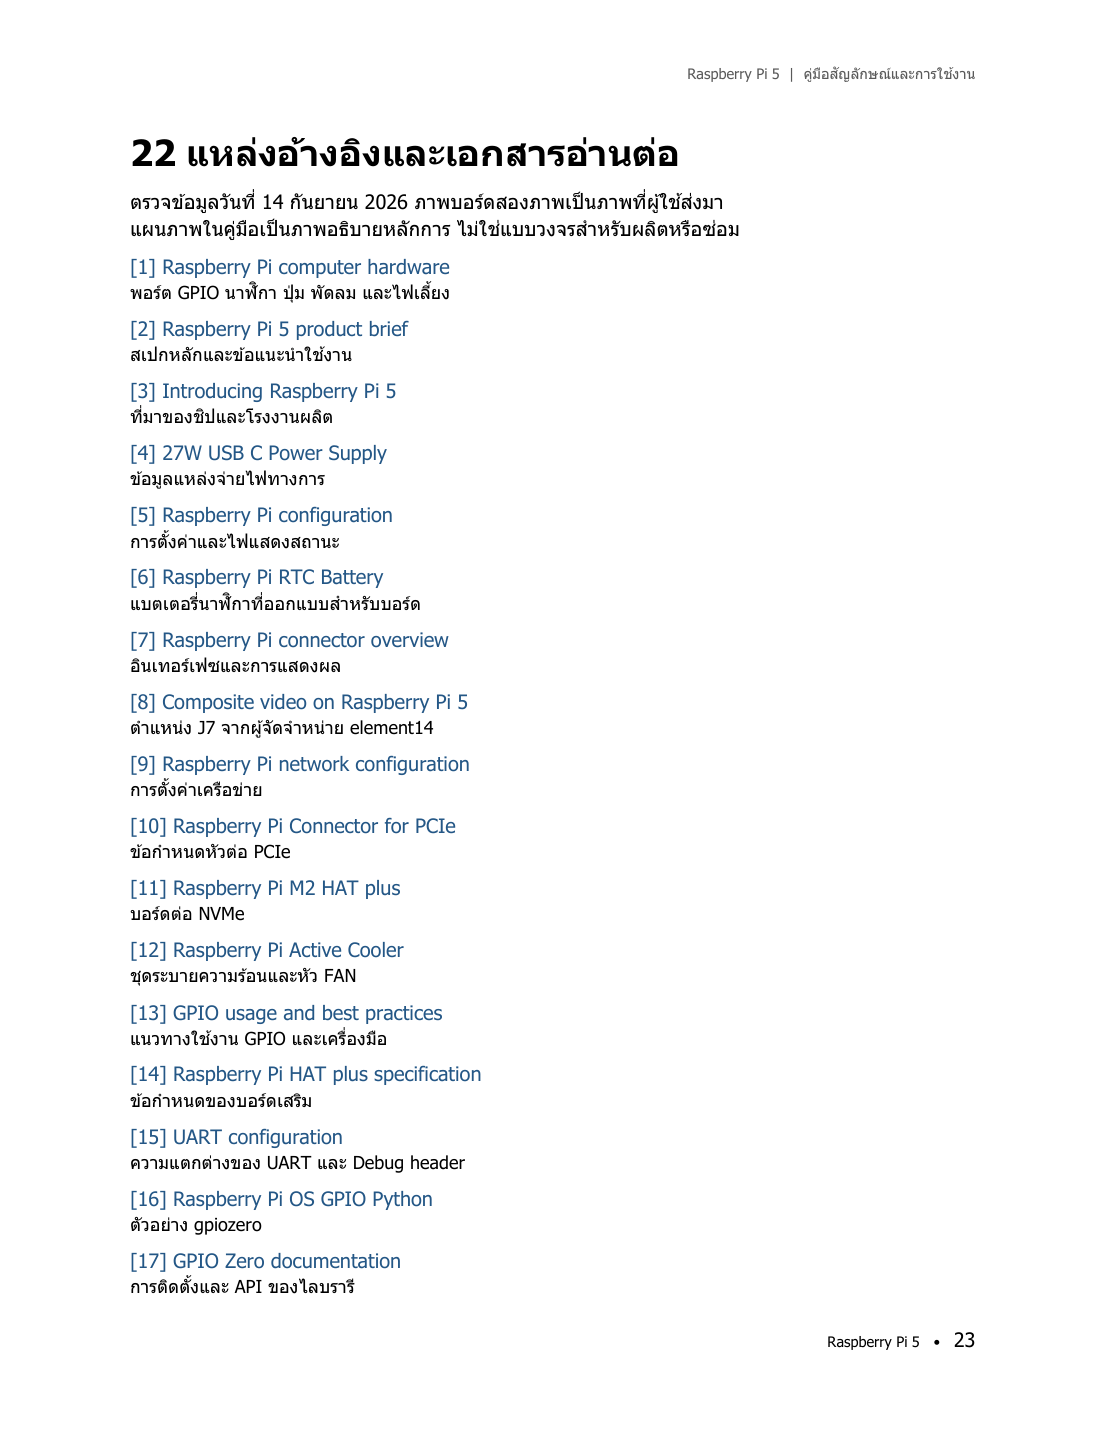 Raspberry Pi 5 | คู่มือสัญลักษณ์และการใช้งาน
22 แหล่งอ้างอิงและเอกสารอ่านต่อ
ตรวจข้อมูลวันที่ 14 กันยายน 2026 ภาพบอร์ดสองภาพเป็นภาพที่ผู้ใช้ส่งมา
แผนภาพในคู่มือเป็นภาพอธิบายหลักการ ไม่ใช่แบบวงจรสำหรับผลิตหรือซ่อม
[1] Raspberry Pi computer hardware
พอร์ต GPIO นาฬิกา ปุ่ม พัดลม และไฟเลี้ยง
[2] Raspberry Pi 5 product brief
สเปกหลักและข้อแนะนำใช้งาน
[3] Introducing Raspberry Pi 5
ที่มาของชิปและโรงงานผลิต
[4] 27W USB C Power Supply
ข้อมูลแหล่งจ่ายไฟทางการ
[5] Raspberry Pi configuration
การตั้งค่าและไฟแสดงสถานะ
[6] Raspberry Pi RTC Battery
แบตเตอรี่นาฬิกาที่ออกแบบสำหรับบอร์ด
[7] Raspberry Pi connector overview
อินเทอร์เฟซและการแสดงผล
[8] Composite video on Raspberry Pi 5
ตำแหน่ง J7 จากผู้จัดจำหน่าย element14
[9] Raspberry Pi network configuration
การตั้งค่าเครือข่าย
[10] Raspberry Pi Connector for PCIe
ข้อกำหนดหัวต่อ PCIe
[11] Raspberry Pi M2 HAT plus
บอร์ดต่อ NVMe
[12] Raspberry Pi Active Cooler
ชุดระบายความร้อนและหัว FAN
[13] GPIO usage and best practices
แนวทางใช้งาน GPIO และเครื่องมือ
[14] Raspberry Pi HAT plus specification
ข้อกำหนดของบอร์ดเสริม
[15] UART configuration
ความแตกต่างของ UART และ Debug header
[16] Raspberry Pi OS GPIO Python
ตัวอย่าง gpiozero
[17] GPIO Zero documentation
การติดตั้งและ API ของไลบรารี
Raspberry Pi 5 • 23